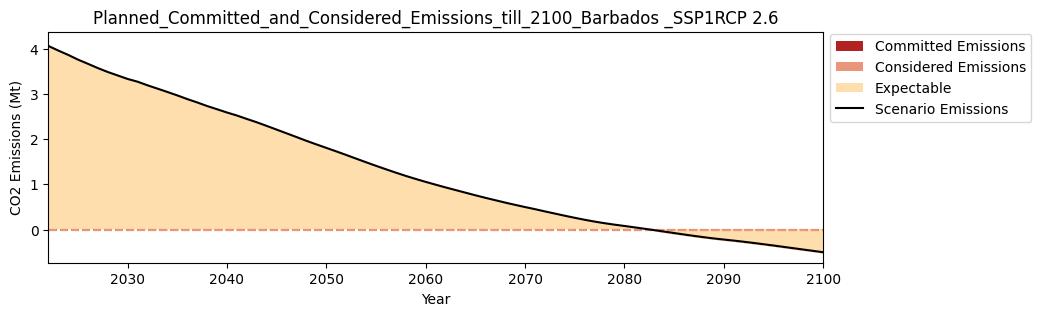 Planned_Committed_and_Considered_Emissions_till_2100_Barbados _SSP1RCP 2.6
Committed Emissions
Considered Emissions
Expectable
Scenario Emissions
CO2 Emissions (Mt)
4
3
2
1
0
2030 2040 2050 2060 2070 2080 2090 2100
Year